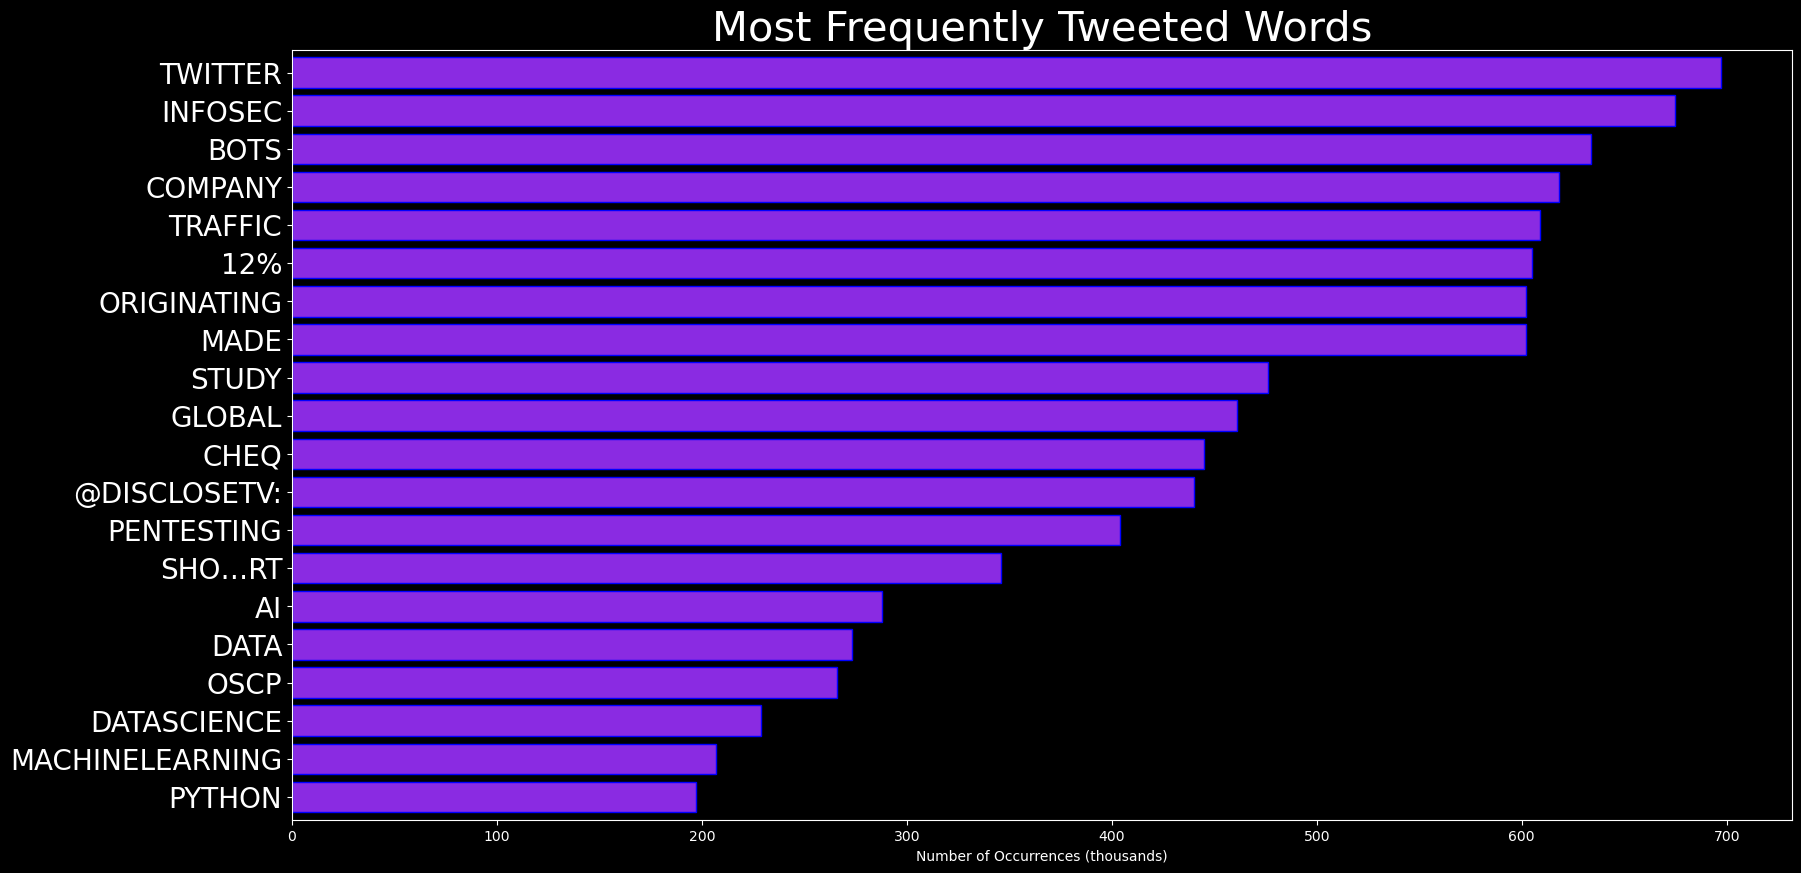 Most Frequently Tweeted Words
TWITTER
INFOSEC
BOTS
COMPANY
TRAFFIC
12%
ORIGINATING
MADE
STUDY
GLOBAL
CHEQ
@DISCLOSETV:
PENTESTING
SHO…RT
AI
DATA
OSCP
DATASCIENCE
MACHINELEARNING
PYTHON
0 100 200 300 400 500 600 700
Number of Occurrences (thousands)